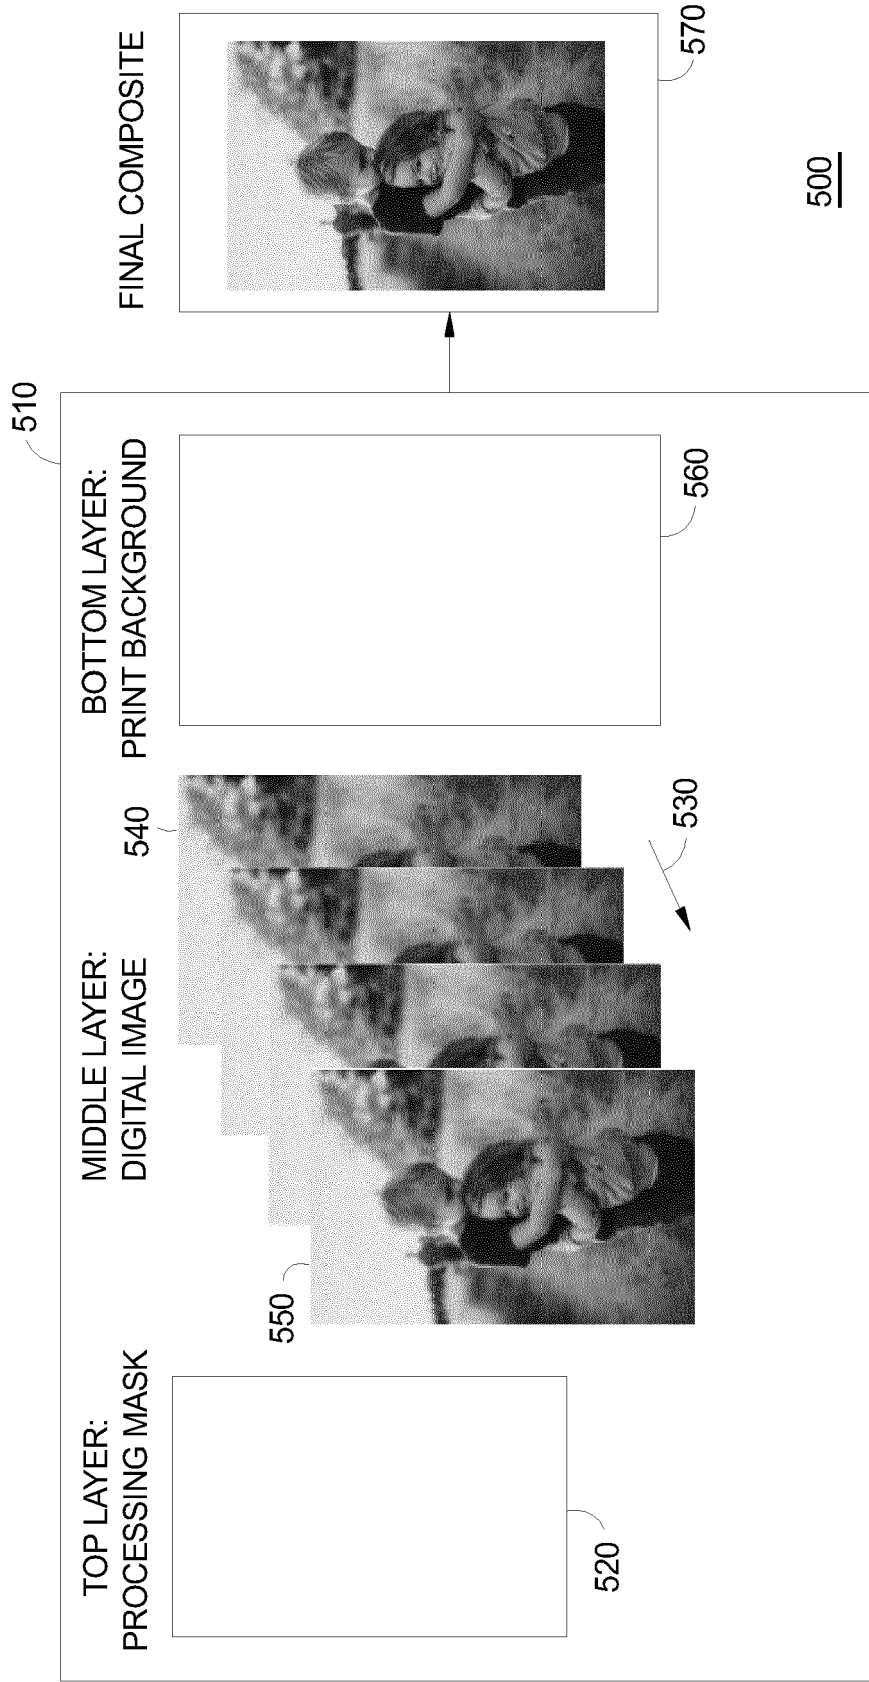 510
TOP LAYER:
PROCESSING MASK
520
MIDDLE LAYER:
DIGITAL IMAGE
540
550
530
BOTTOM LAYER:
PRINT BACKGROUND
560
FINAL COMPOSITE
570
500